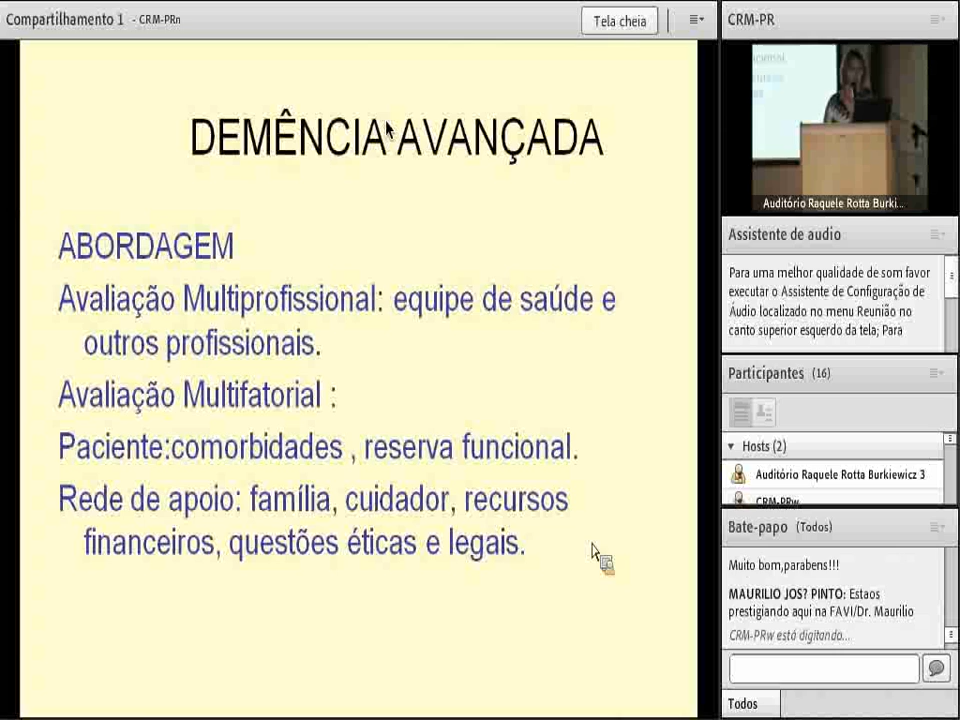 Compartilhamento 1 - CRM-PRn
Tela cheia
DEMÊNCIA AVANÇADA
ABORDAGEM
Avaliação Multiprofissional: equipe de saúde e
outros profissionais.
Avaliação Multifatorial :
Paciente:comorbidades , reserva funcional.
Rede de apoio: família, cuidador, recursos
financeiros, questões éticas e legais.
CRM-PR
Auditório Raquele Rotta Burki...
Assistente de audio
Para uma melhor qualidade de som favor
executar o Assistente de Configuração de
Áudio localizado no menu Reunião no
canto superior esquerdo da tela; Para
Participantes (16)
Hosts (2)
Auditório Raquele Rotta Burkiewicz 3
CRM-PRw
Bate-papo (Todos)
Muito bom,parabens!!!
MAURILIO JOS? PINTO: Estaos
prestigiando aqui na FAVI/Dr. Maurilio
CRM-PRw está digitando...
Todos